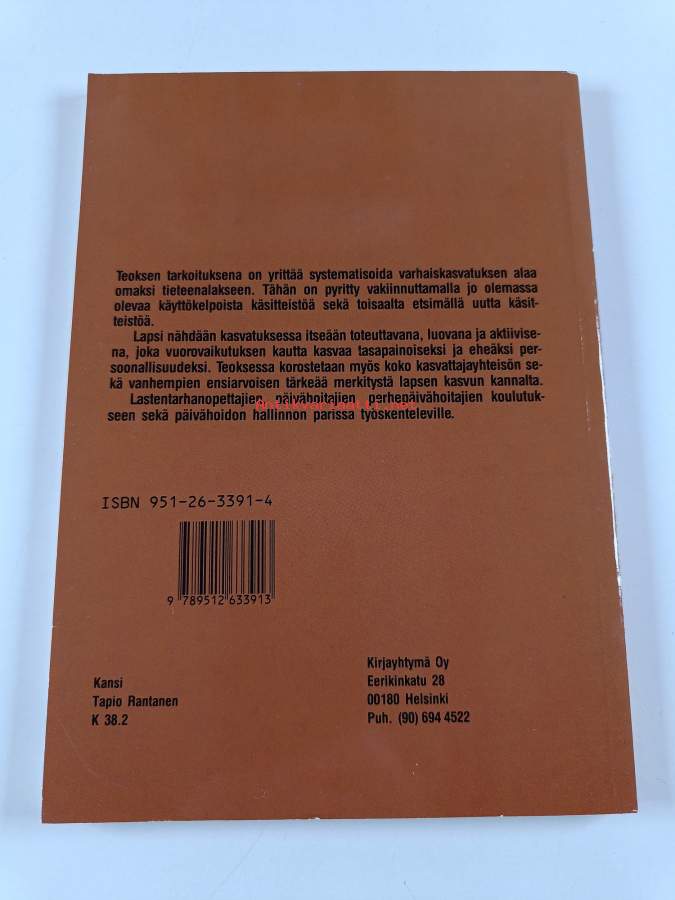 Teoksen tarkoituksena on yrittää systematisoida varhaiskasvatuksen alaa
omaksi tieteenalakseen. Tähän on pyritty vakiinnuttamalla jo olemassa
olevaa käyttökelpoista käsitteistöä sekä toisaalta etsimällä uutta käsit-
teistöä.
Lapsi nähdään kasvatuksessa itseään toteuttavana, luovana ja aktiivise-
na, joka vuorovaikutuksen kautta kasvaa tasapainoiseksi ja eheäksi per-
soonallisuudeksi. Teoksessa korostetaan myös koko kasvattajayhteisön se-
kä vanhempien ensiarvoisen tärkeää merkitystä lapsen kasvun kannalta.
Lastentarhanopettajien, päivähoitajien, perhepäivähoitajien koulutuk-
seen sekä päivähoidon hallinnon parissa työskenteleville.
Antikvariaatti.net
ISBN 951-26-3391-4
9 789512 633913
Kansi
Tapio Rantanen
K 38.2
Kirjayhtymä Oy
Eerikinkatu 28
00180 Helsinki
Puh. (90) 694 4522